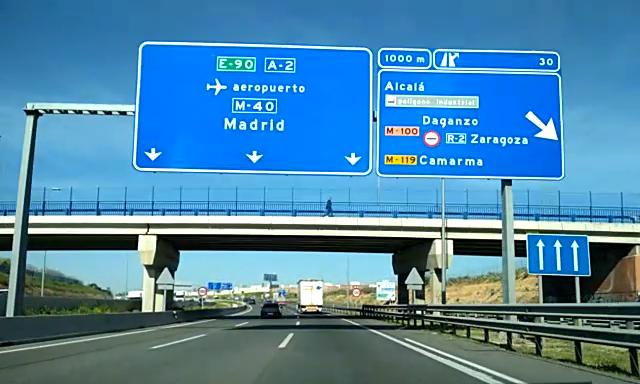 E-90 A-2
aeropuerto
M-40
Madrid
1000 m
30
Alcalá
polígono industrial
Daganzo
M-100 R-2 Zaragoza
M-119 Camarma